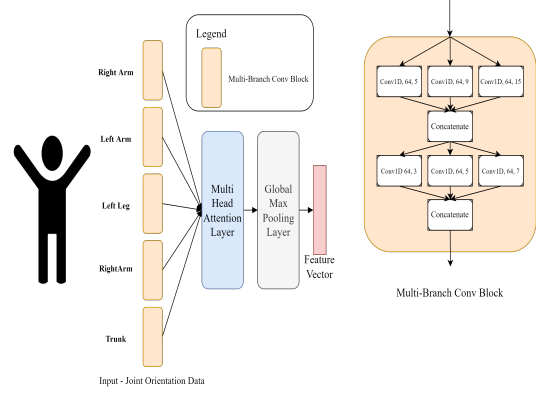 Legend
Multi-Branch Conv Block
Right Arm
Left Arm
Left Leg
RightArm
Trunk
Input - Joint Orientation Data
Multi
Head
Attention
Layer
Global
Max
Pooling
Layer
Feature
Vector
Conv1D, 64, 5
Conv1D, 64, 9
Conv1D, 64, 15
Concatenate
Conv1D 64, 3
Conv1D, 64, 5
Conv1D, 64, 7
Concatenate
Multi-Branch Conv Block